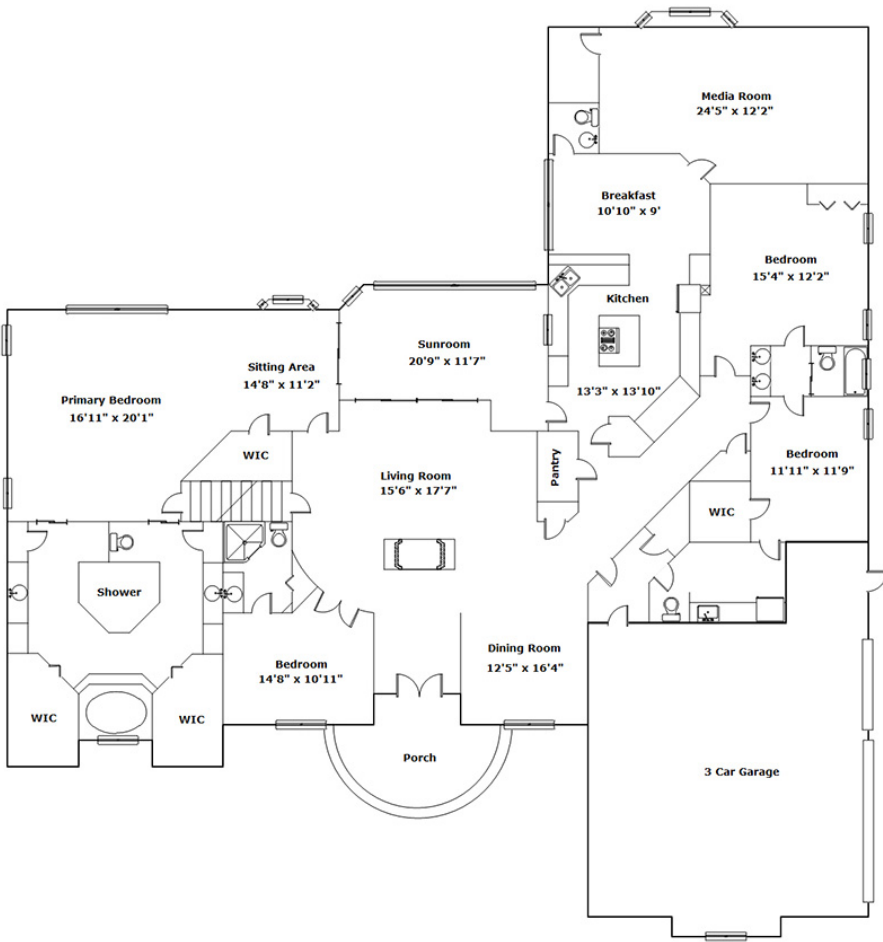 Media Room
24'5" x 12'2"
Breakfast
10'10" x 9'
Bedroom
15'4" x 12'2"
Kitchen
13'3" x 13'10"
Sunroom
20'9" x 11'7"
Sitting Area
14'8" x 11'2"
Primary Bedroom
16'11" x 20'1"
WIC
Living Room
15'6" x 17'7"
Pantry
Bedroom
11'11" x 11'9"
WIC
Shower
Dining Room
12'5" x 16'4"
Bedroom
14'8" x 10'11"
WIC
WIC
Porch
3 Car Garage